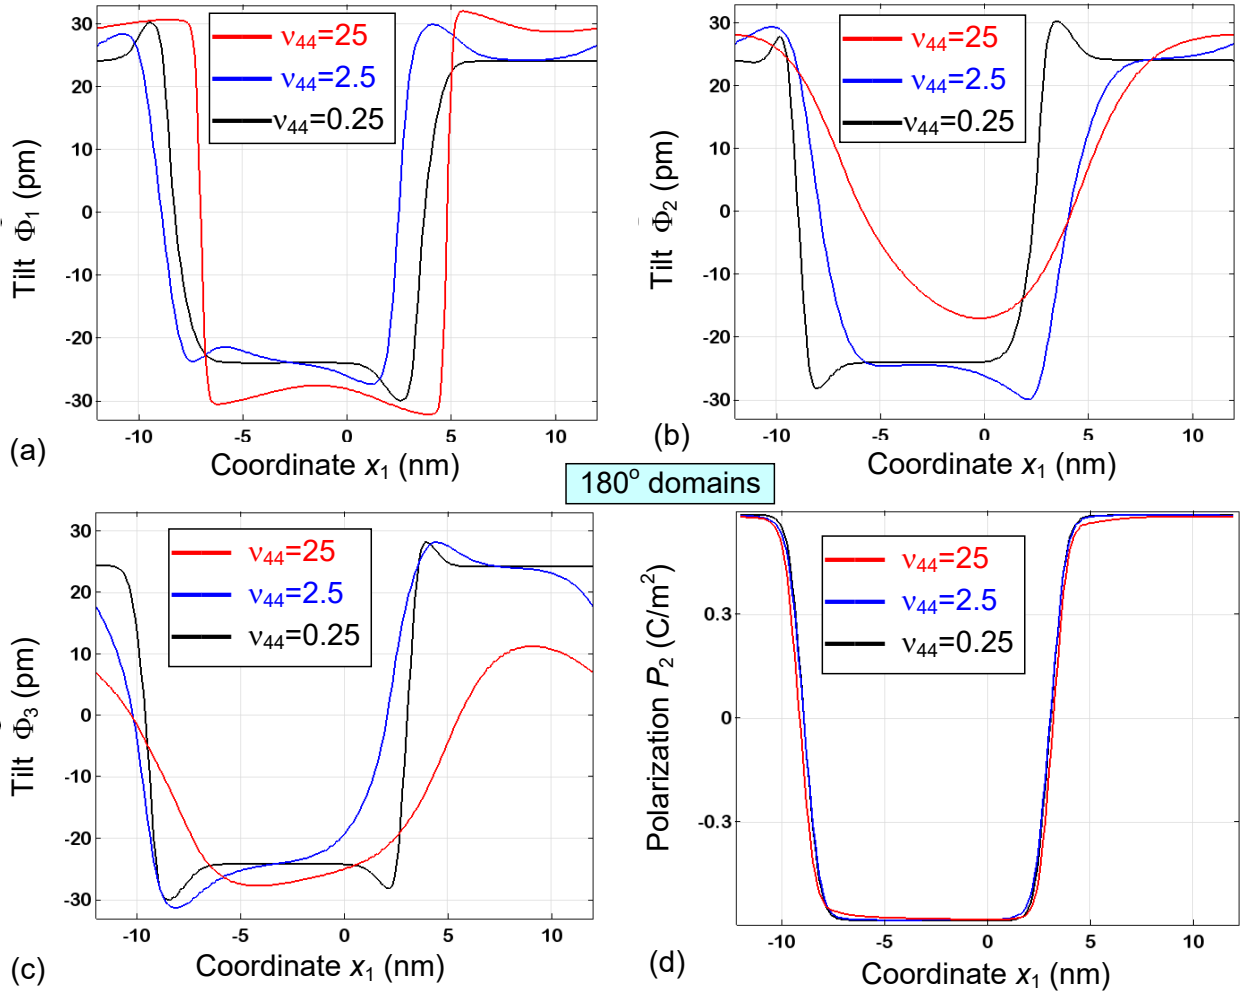 30
20
10
0
-10
-20
-30
-10
-5
0
5
10
ν44=25
ν44=2.5
ν44=0.25
Tilt Φ1 (pm)
(a)
Coordinate x1 (nm)
30
20
10
0
-10
-20
-30
-10
-5
0
5
10
ν44=25
ν44=2.5
ν44=0.25
Tilt Φ2 (pm)
(b)
Coordinate x1 (nm)
180° domains
30
20
10
0
-10
-20
-30
-10
-5
0
5
10
ν44=25
ν44=2.5
ν44=0.25
Tilt Φ3 (pm)
(c)
Coordinate x1 (nm)
0.3
0
-0.3
-10
-5
0
5
10
ν44=25
ν44=2.5
ν44=0.25
Polarization P2 (C/m²)
(d)
Coordinate x1 (nm)